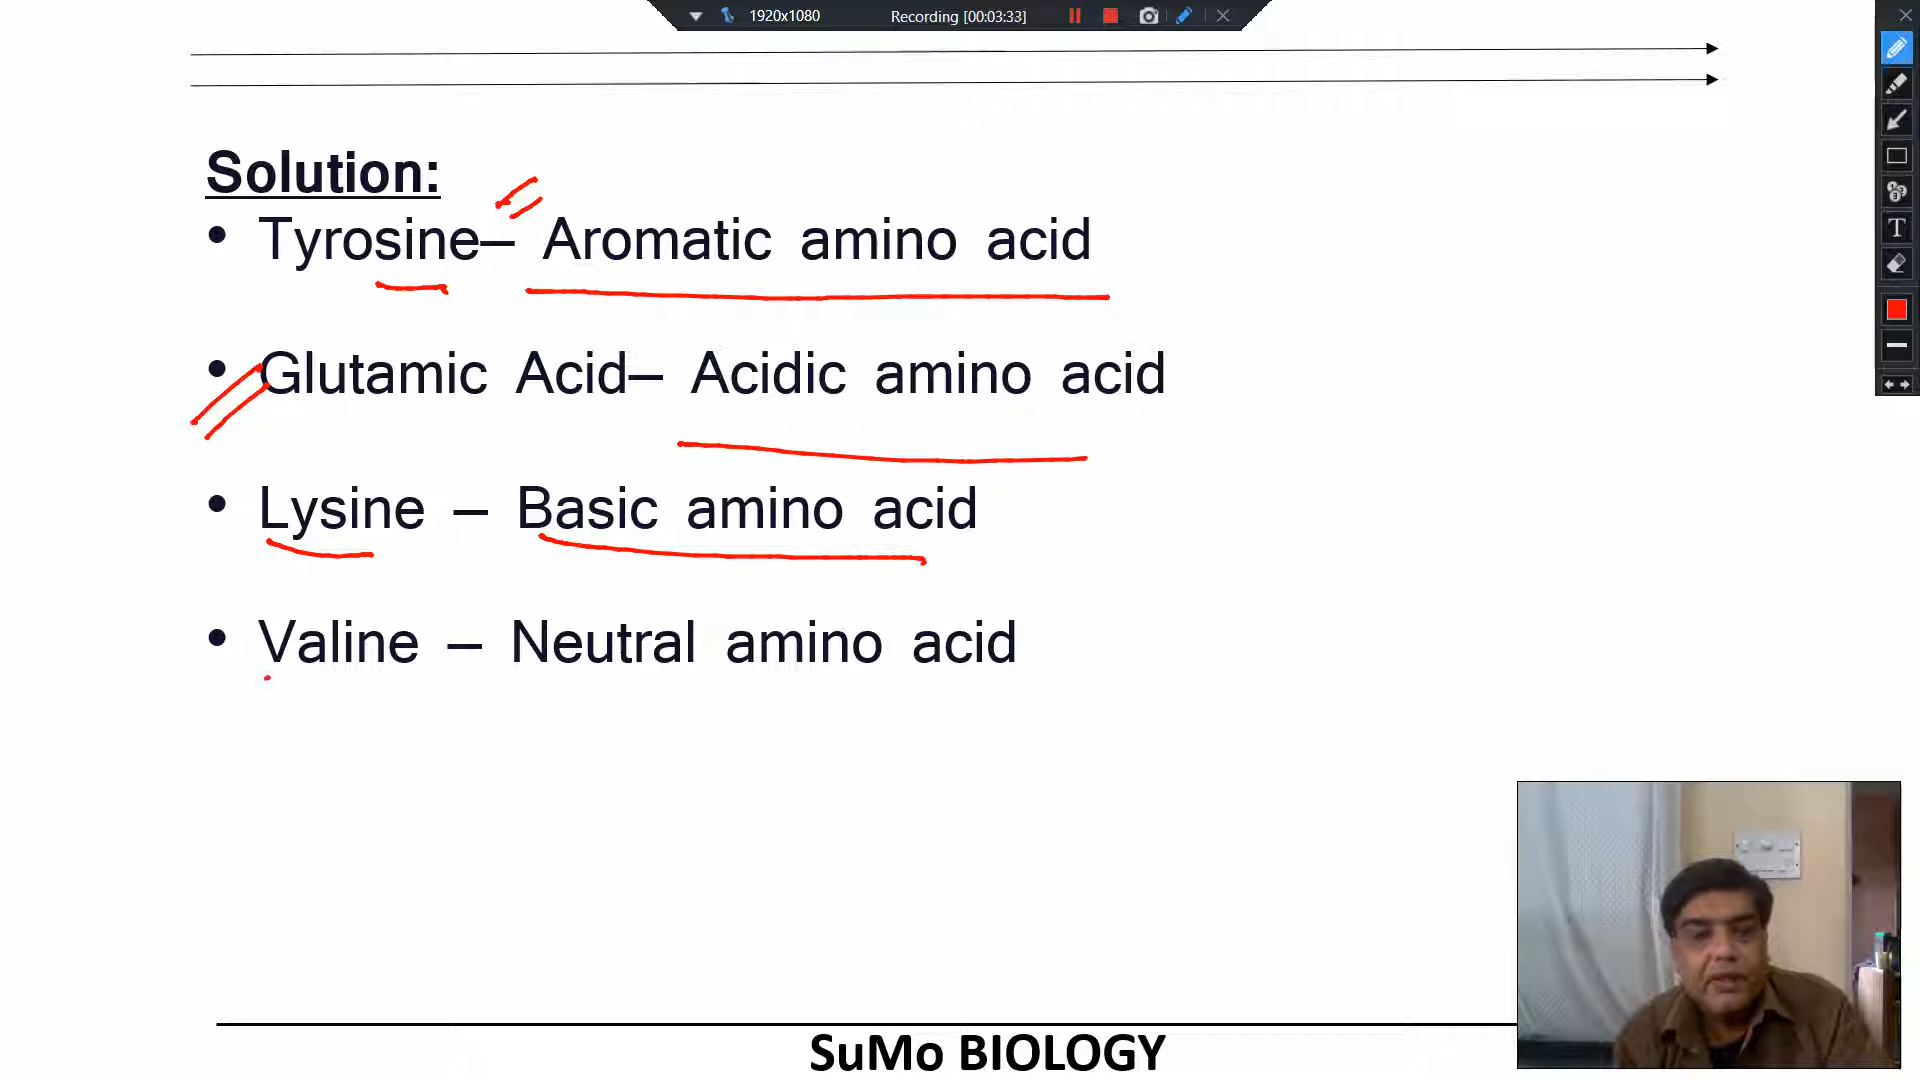 1920x1080 Recording [00:03:33]
Solution:
• Tyrosine– Aromatic amino acid
• Glutamic Acid– Acidic amino acid
• Lysine – Basic amino acid
• Valine – Neutral amino acid
SuMo BIOLOGY